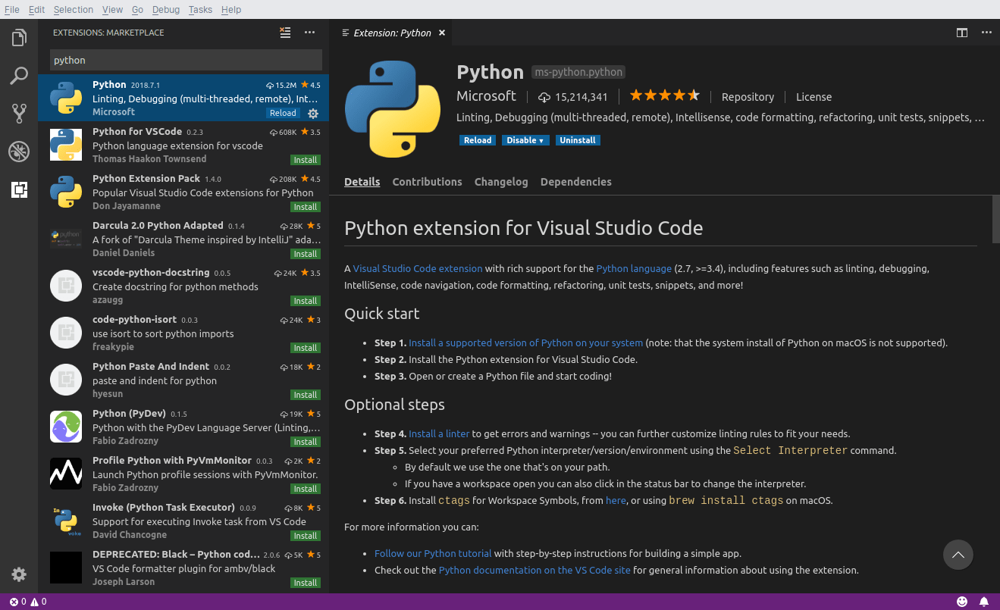 File Edit Selection View Go Debug Tasks Help
EXTENSIONS: MARKETPLACE
python
Python 2018.7.1 15.2M 4.5
Linting, Debugging (multi-threaded, remote), Int...
Microsoft Reload
Python for VSCode 0.2.3 608K 3.5
Python language extension for vscode
Thomas Haakon Townsend Install
Python Extension Pack 1.4.0 208K 4.5
Popular Visual Studio Code extensions for Python
Don Jayamanne Install
Darcula 2.0 Python Adapted 0.1.4 28K 5
A fork of "Darcula Theme inspired by IntelliJ" ada...
Daniel Daniels Install
vscode-python-docstring 0.0.5 24K 3.5
Create docstring for python methods
azaugg Install
code-python-isort 0.0.3 24K 3
use isort to sort python imports
freakypie Install
Python Paste And Indent 0.0.2 18K 2
paste and indent for python
hyesun Install
Python (PyDev) 0.1.5 19K 5
Python with the PyDev Language Server (Linting,...
Fabio Zadrozny Install
Profile Python with PyVmMonitor 0.0.3 2K 2
Launch Python profile sessions with PyVmMonitor.
Fabio Zadrozny Install
Invoke (Python Task Executor) 0.0.9 8K 5
Support for executing Invoke task from VS Code
David Chancogne Install
DEPRECATED: Black – Python cod... 2.0.6 5K 5
VS Code formatter plugin for ambv/black
Joseph Larson Install
Extension: Python
Python ms-python.python
Microsoft 15,214,341 Repository License
Linting, Debugging (multi-threaded, remote), Intellisense, code formatting, refactoring, unit tests, snippets, ...
Reload Disable Uninstall
Details Contributions Changelog Dependencies
Python extension for Visual Studio Code
A Visual Studio Code extension with rich support for the Python language (2.7, >=3.4), including features such as linting, debugging,
IntelliSense, code navigation, code formatting, refactoring, unit tests, snippets, and more!
Quick start
• Step 1. Install a supported version of Python on your system (note: that the system install of Python on macOS is not supported).
• Step 2. Install the Python extension for Visual Studio Code.
• Step 3. Open or create a Python file and start coding!
Optional steps
• Step 4. Install a linter to get errors and warnings -- you can further customize linting rules to fit your needs.
• Step 5. Select your preferred Python interpreter/version/environment using the Select Interpreter command.
◦ By default we use the one that's on your path.
◦ If you have a workspace open you can also click in the status bar to change the interpreter.
• Step 6. Install ctags for Workspace Symbols, from here, or using brew install ctags on macOS.
For more information you can:
• Follow our Python tutorial with step-by-step instructions for building a simple app.
• Check out the Python documentation on the VS Code site for general information about using the extension.
0 0